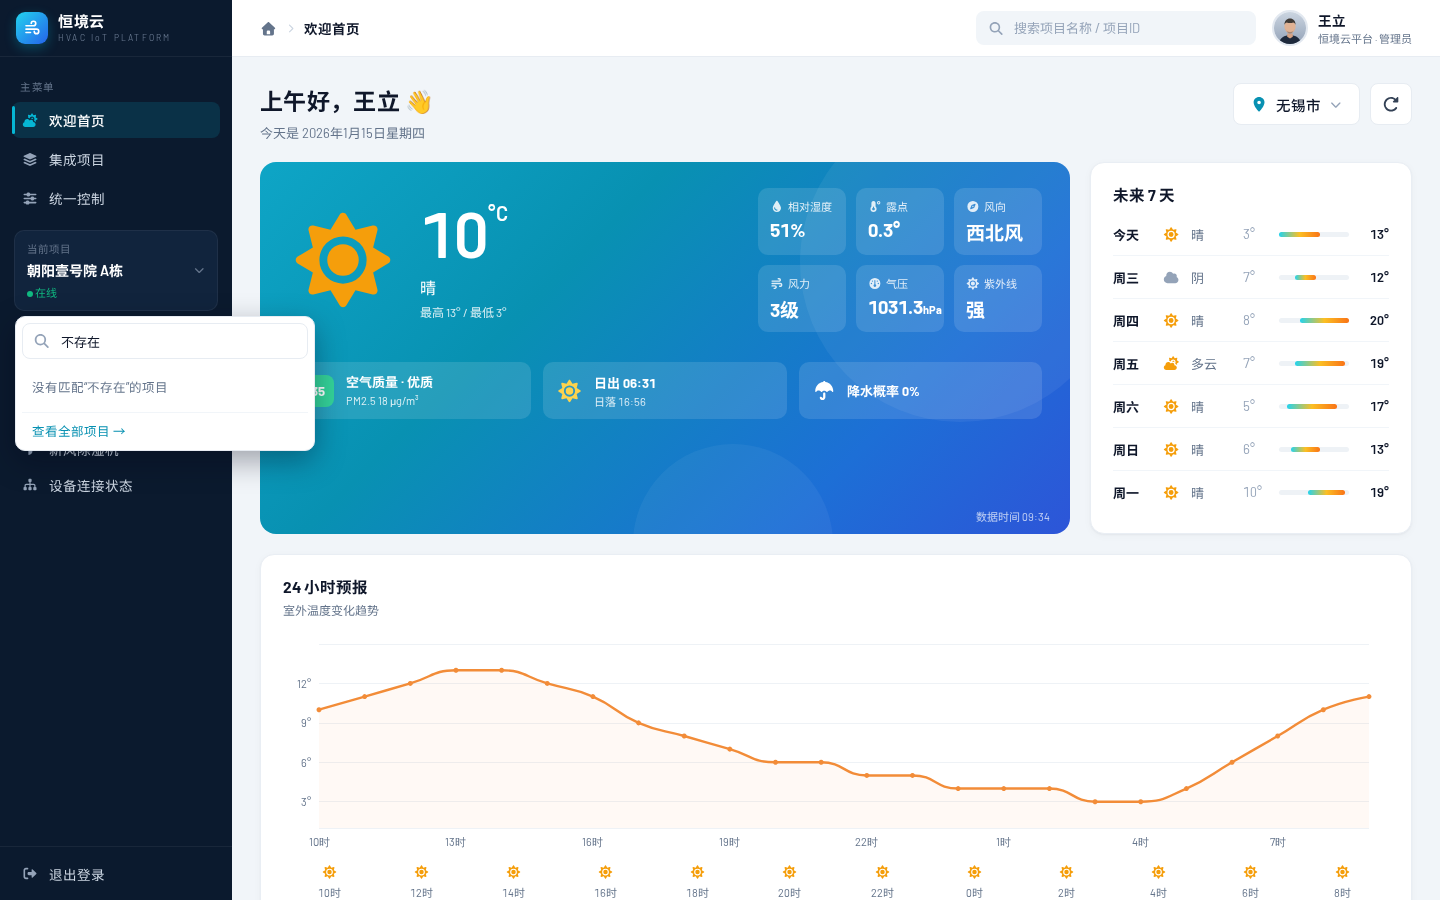 恒境云
HVAC IoT PLATFORM
主菜单
欢迎首页
集成项目
统一控制
当前项目
朝阳壹号院 A栋
在线
不存在
没有匹配"不存在"的项目
查看全部项目 →
新风除湿机
设备连接状态
退出登录
欢迎首页
搜索项目名称 / 项目ID
王立
恒境云平台 · 管理员
上午好，王立 👋
今天是 2026年1月15日星期四
无锡市
10°C
晴
最高 13° / 最低 3°
相对湿度
51%
露点
0.3°
风向
西北风
风力
3级
气压
1031.3hPa
紫外线
强
空气质量 · 优质
PM2.5 18 μg/m³
日出 06:31
日落 16:56
降水概率 0%
数据时间 09:34
未来 7 天
今天 晴 3° 13°
周三 阴 7° 12°
周四 晴 8° 20°
周五 多云 7° 19°
周六 晴 5° 17°
周日 晴 6° 13°
周一 晴 10° 19°
24 小时预报
室外温度变化趋势
12°
9°
6°
3°
10时 13时 16时 19时 22时 1时 4时 7时
10时 12时 14时 16时 18时 20时 22时 0时 2时 4时 6时 8时